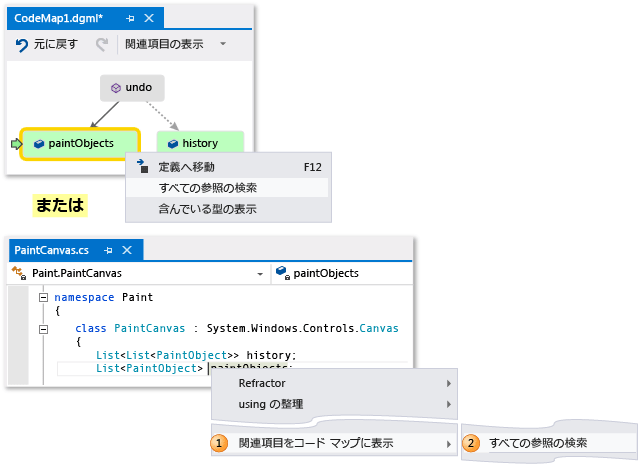 CodeMap1.dgml*
元に戻す 関連項目の表示
undo
paintObjects history
定義へ移動 F12
すべての参照の検索
含んでいる型の表示
または
PaintCanvas.cs
Paint.PaintCanvas paintObjects
namespace Paint
{
class PaintCanvas : System.Windows.Controls.Canvas
{
List<List<PaintObject>> history;
List<PaintObject> paintObjects;
Refractor
using の整理
1 関連項目をコード マップに表示 2 すべての参照の検索